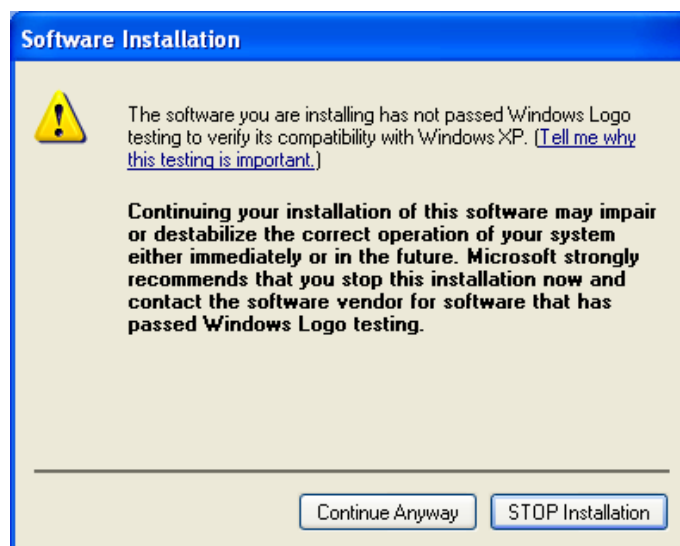 Software Installation
The software you are installing has not passed Windows Logo
testing to verify its compatibility with Windows XP. (Tell me why
this testing is important.)
Continuing your installation of this software may impair
or destabilize the correct operation of your system
either immediately or in the future. Microsoft strongly
recommends that you stop this installation now and
contact the software vendor for software that has
passed Windows Logo testing.
Continue Anyway
STOP Installation